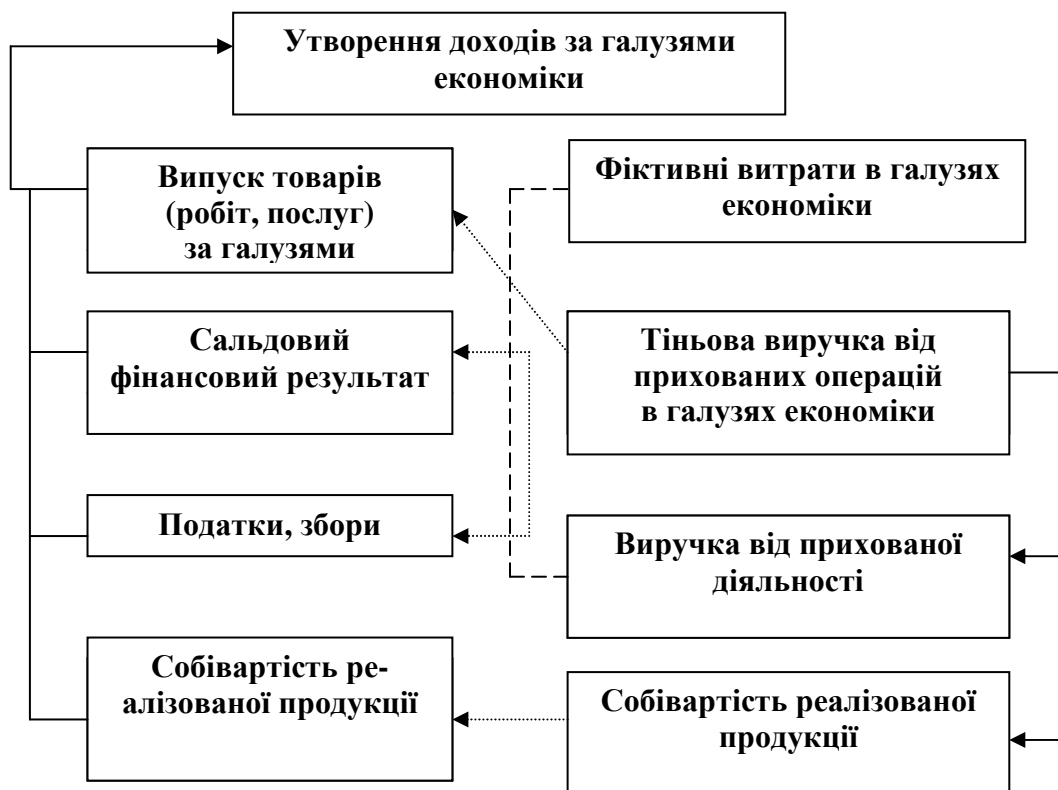 Утворення доходів за галузями
економіки
Випуск товарів
(робіт, послуг)
за галузями
Фіктивні витрати в галузях
економіки
Сальдовий
фінансовий результат
Тіньова виручка від
прихованих операцій
в галузях економіки
Податки, збори
Виручка від прихованої
діяльності
Собівартість ре-
алізованої продукції
Собівартість реалізованої
продукції